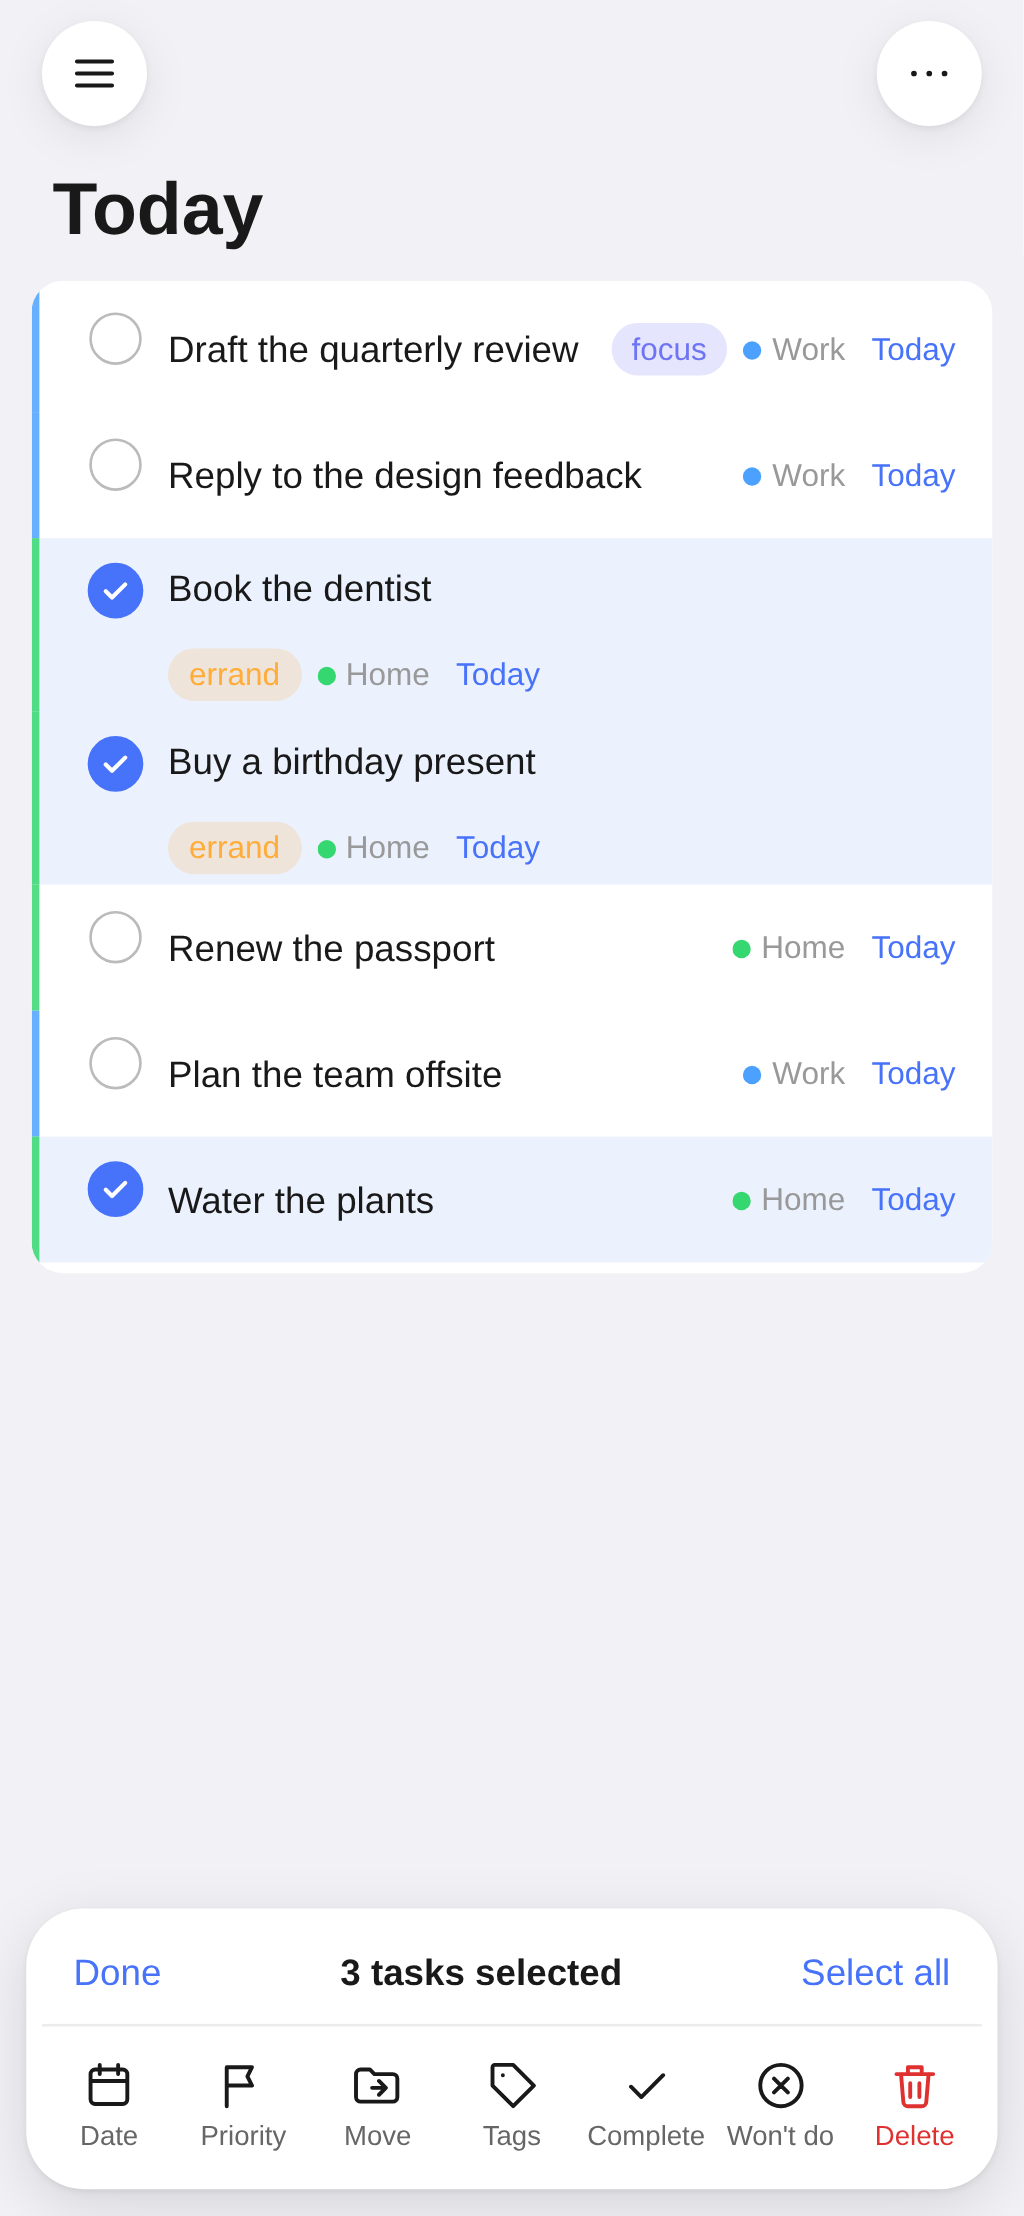 Today
Draft the quarterly review focus Work Today
Reply to the design feedback Work Today
Book the dentist
errand Home Today
Buy a birthday present
errand Home Today
Renew the passport Home Today
Plan the team offsite Work Today
Water the plants Home Today
Done 3 tasks selected Select all
Date Priority Move Tags Complete Won't do Delete